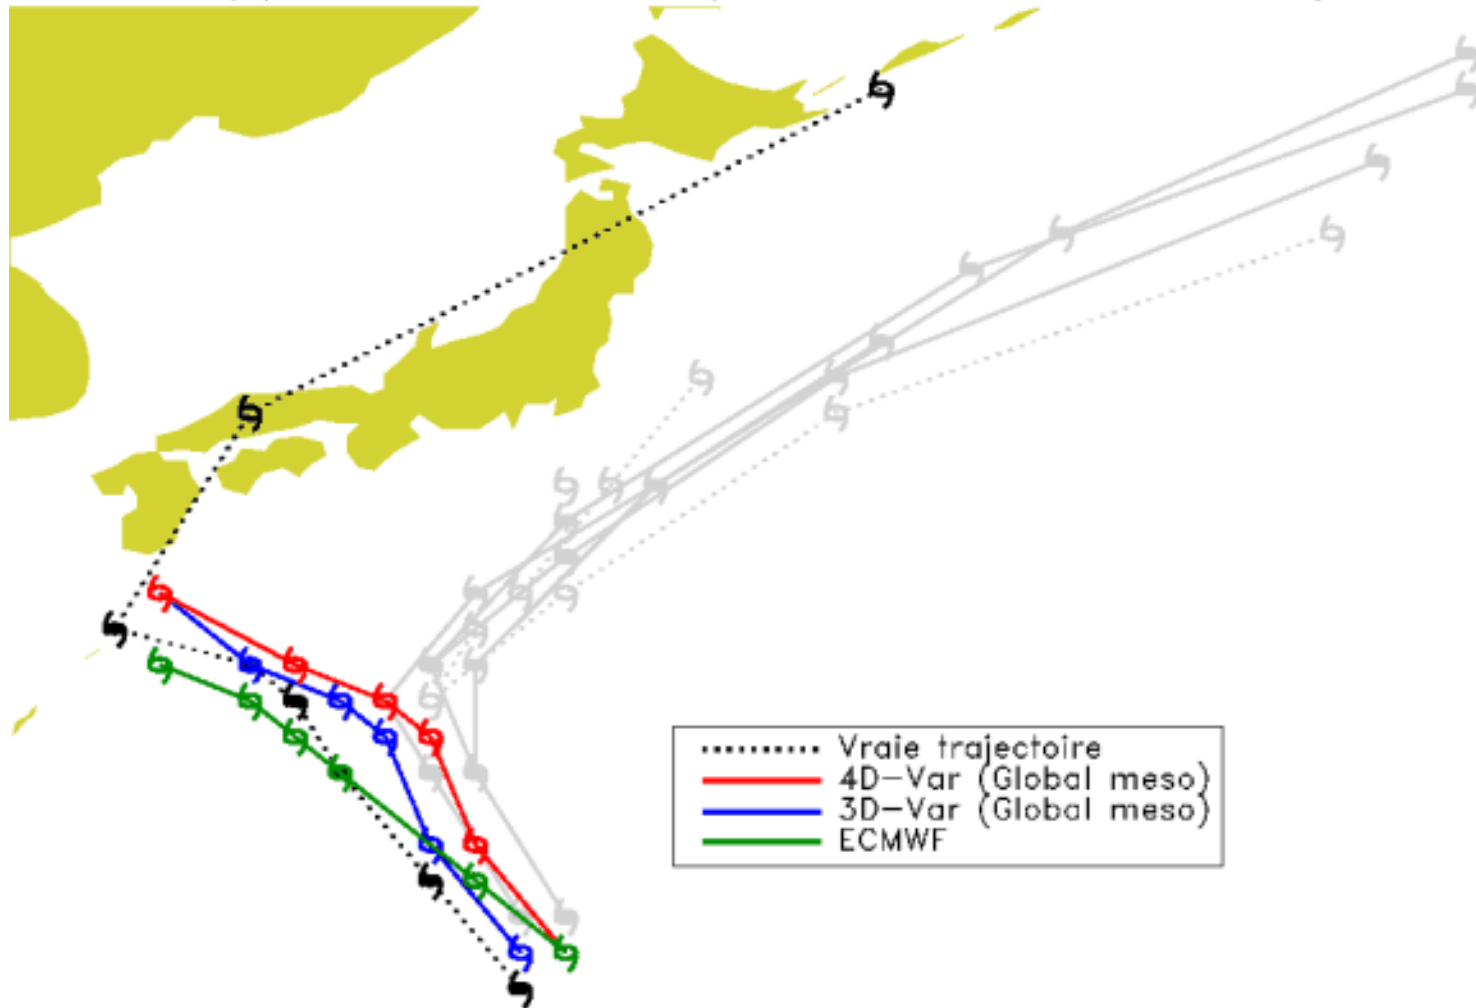 Vraie trajectoire
4D-Var (Global meso)
3D-Var (Global meso)
ECMWF